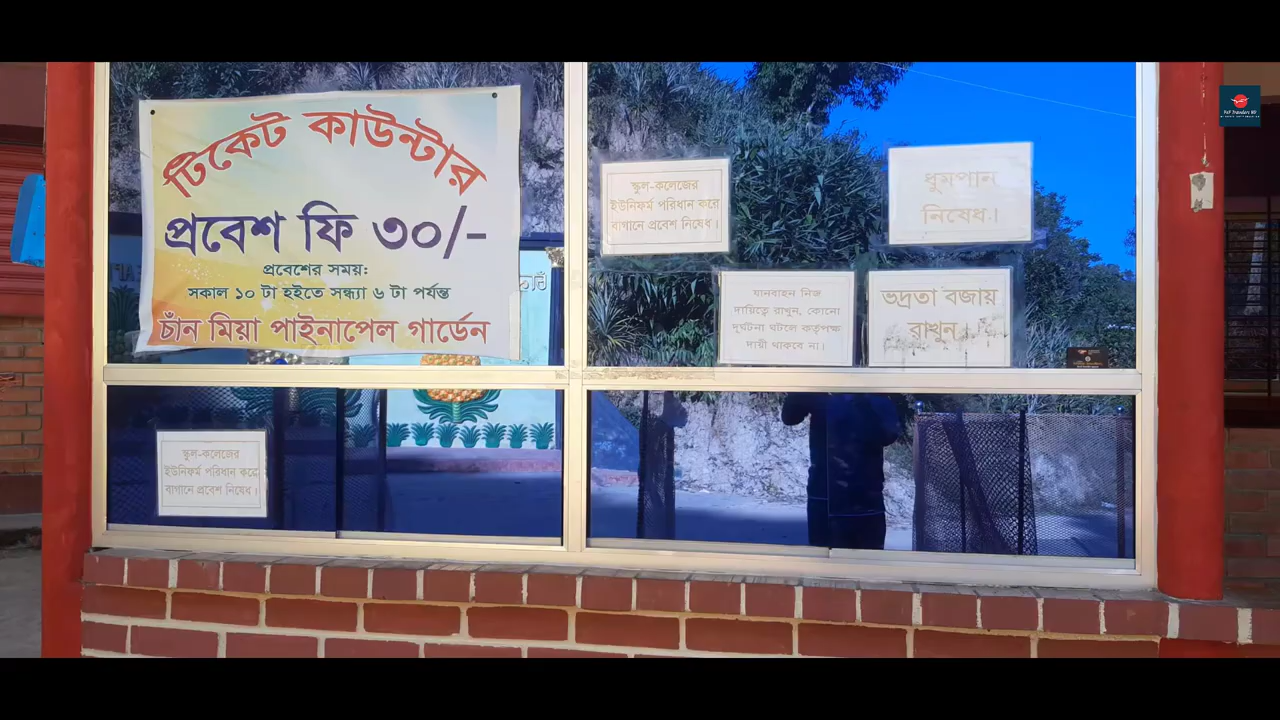 টিকেট কাউন্টার
প্রবেশ ফি ৩০/-
প্রবেশের সময়:
সকাল ১০ টা হইতে সন্ধ্যা ৬ টা পর্যন্ত
চাঁন মিয়া পাইনাপেল গার্ডেন
স্কুল-কলেজের
ইউনিফর্ম পরিধান করে
বাগানে প্রবেশ নিষেধ।
ধুমপান
নিষেধ।
যানবাহন নিজ
দায়িত্বে রাখুন, কোনো
দূর্ঘটনা ঘটলে কর্তৃপক্ষ
দায়ী থাকবে না।
ভদ্রতা বজায়
রাখুন।
স্কুল-কলেজের
ইউনিফর্ম পরিধান করে
বাগানে প্রবেশ নিষেধ।